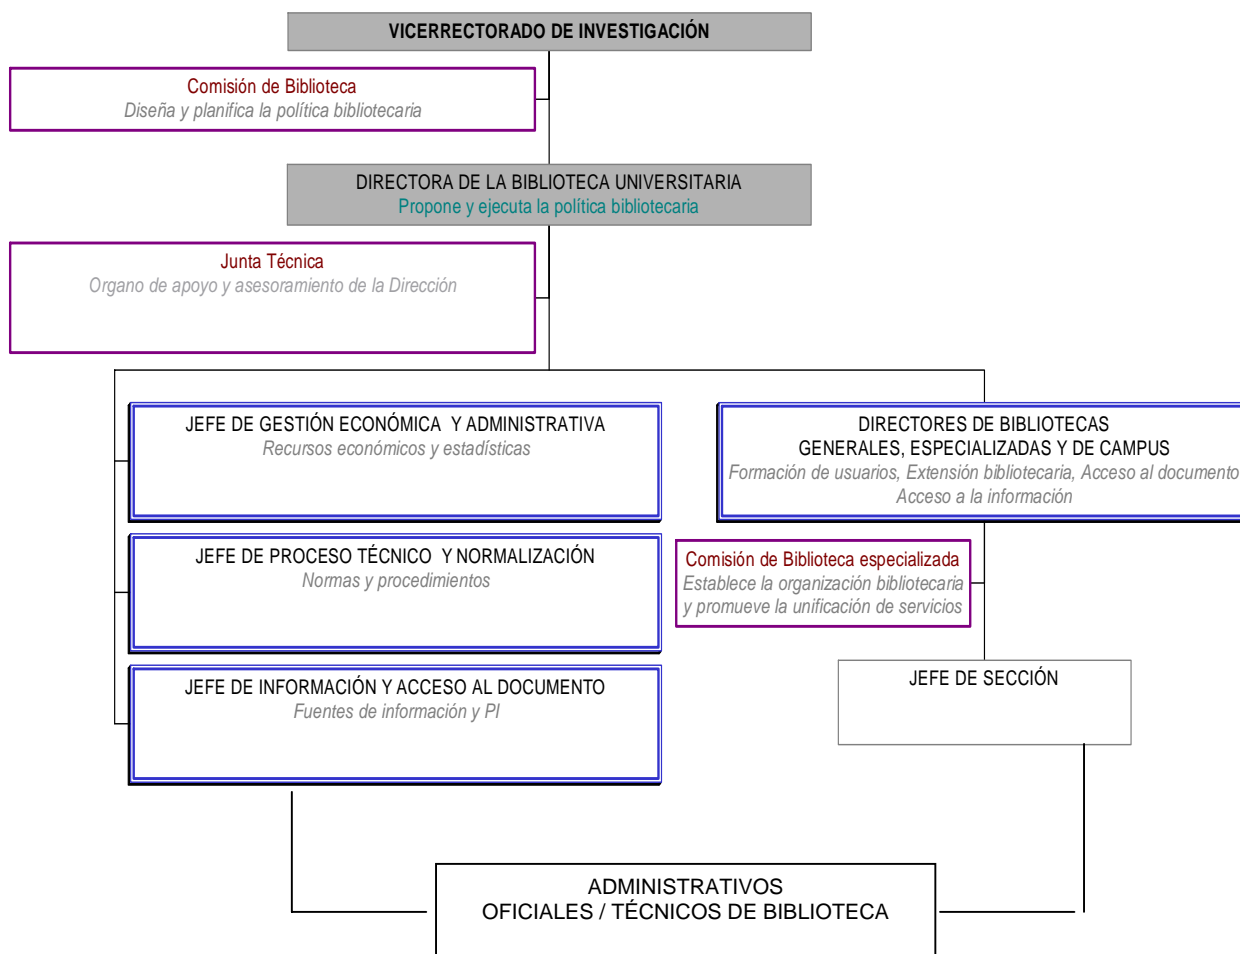 VICERRECTORADO DE INVESTIGACIÓN
Comisión de Biblioteca
Diseña y planifica la política bibliotecaria
DIRECTORA DE LA BIBLIOTECA UNIVERSITARIA
Propone y ejecuta la política bibliotecaria
Junta Técnica
Organo de apoyo y asesoramiento de la Dirección
JEFE DE GESTIÓN ECONÓMICA Y ADMINISTRATIVA
Recursos económicos y estadísticas
DIRECTORES DE BIBLIOTECAS
GENERALES, ESPECIALIZADAS Y DE CAMPUS
Formación de usuarios, Extensión bibliotecaria, Acceso al documento
Acceso a la información
JEFE DE PROCESO TÉCNICO Y NORMALIZACIÓN
Normas y procedimientos
Comisión de Biblioteca especializada
Establece la organización bibliotecaria
y promueve la unificación de servicios
JEFE DE INFORMACIÓN Y ACCESO AL DOCUMENTO
Fuentes de información y PI
JEFE DE SECCIÓN
ADMINISTRATIVOS
OFICIALES / TÉCNICOS DE BIBLIOTECA